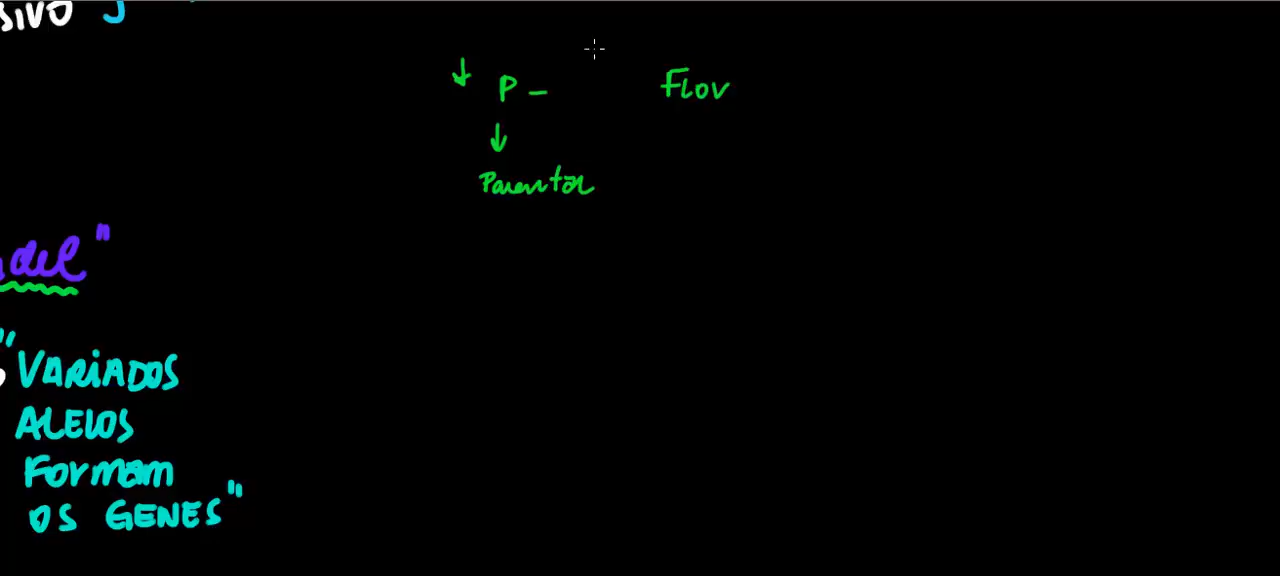 SIVO J
↓ P - Flor
↓
Parental
del"
"VARIADOS
ALELOS
Formam
OS GENES"